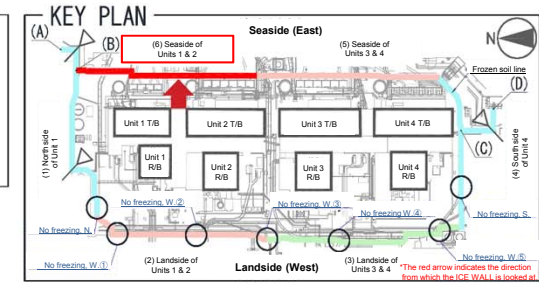 KEY PLAN
(A)
(B)
(6) Seaside of
Units 1 & 2
Seaside (East)
(5) Seaside of
Units 3 & 4
N
Frozen soil line
(D)
(1) North side
of Unit 1
Unit 1 T/B
Unit 2 T/B
Unit 3 T/B
Unit 4 T/B
(C)
(4) South side
of Unit 4
Unit 1
R/B
Unit 2
R/B
Unit 3
R/B
Unit 4
R/B
No freezing, N.
No freezing, W.①
No freezing, W.②
No freezing, W.③
No freezing, W.④
No freezing, S.
No freezing, W.⑤
(2) Landside of
Units 1 & 2
Landside (West)
(3) Landside of
Units 3 & 4
*The red arrow indicates the direction
from which the ICE WALL is looked at.